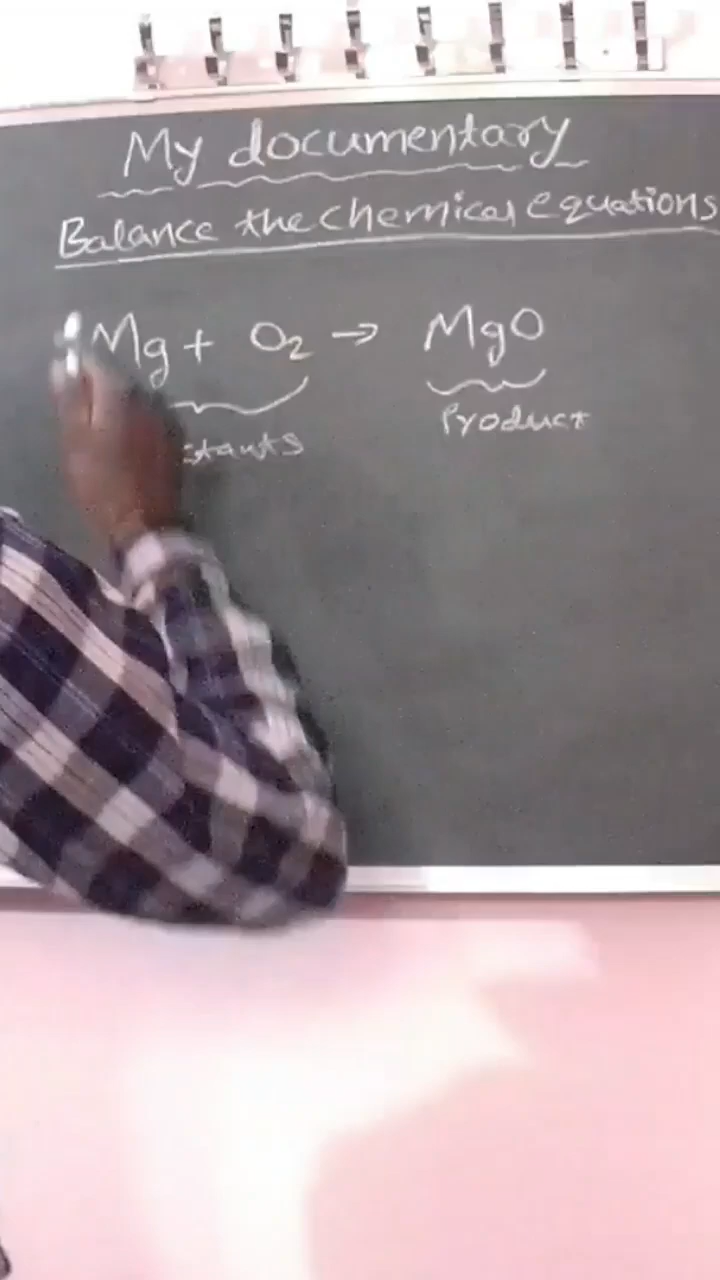 My documentary
Balance the chemical equations
Mg + O2 → MgO
Product